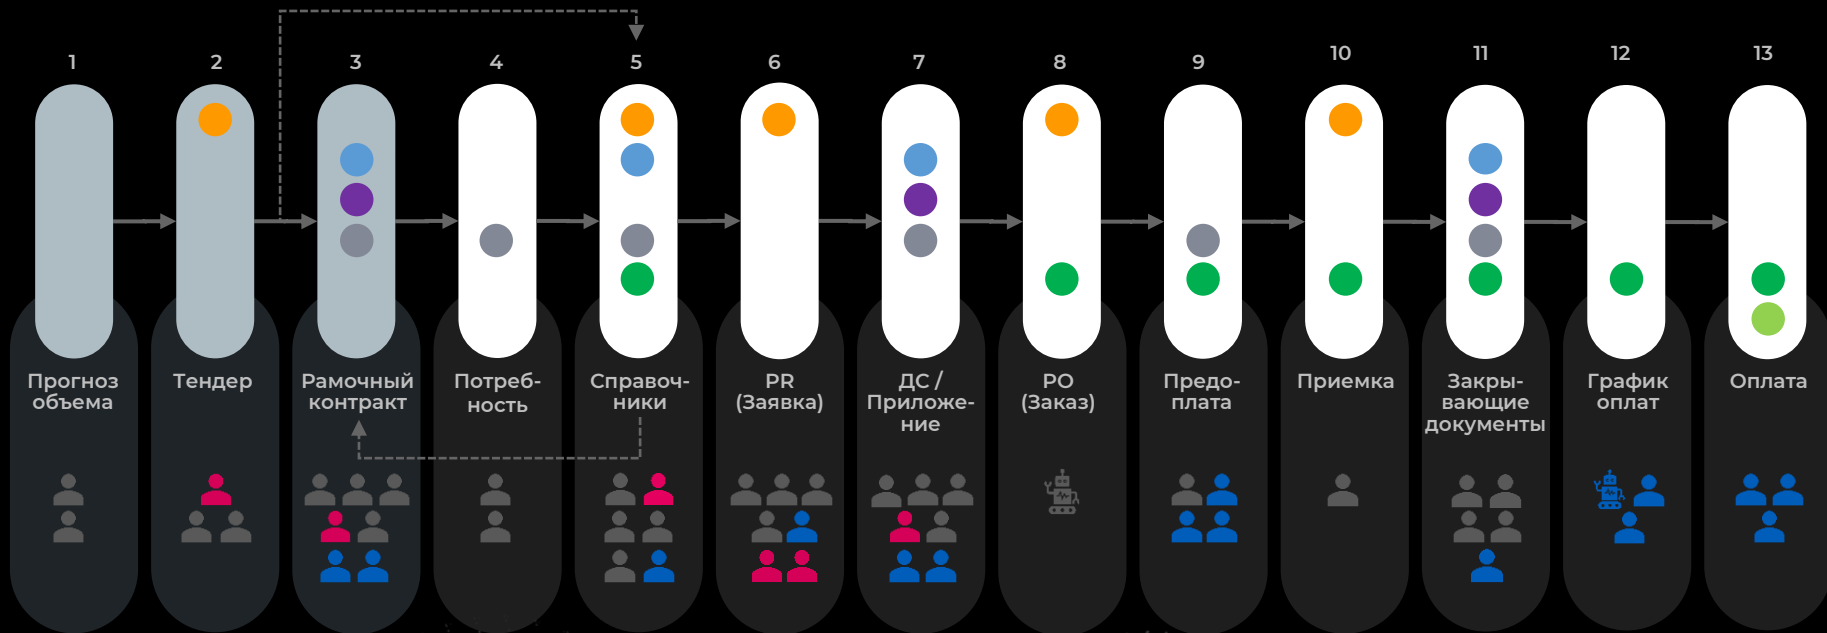 1
2
3
4
5
6
7
8
9
10
11
12
13
Прогноз
объема
Тендер
Рамочный
контракт
Потреб-
ность
Справоч-
ники
PR
(Заявка)
ДС /
Приложе-
ние
PO
(Заказ)
Предо-
плата
Приемка
Закры-
вающие
документы
График
оплат
Оплата